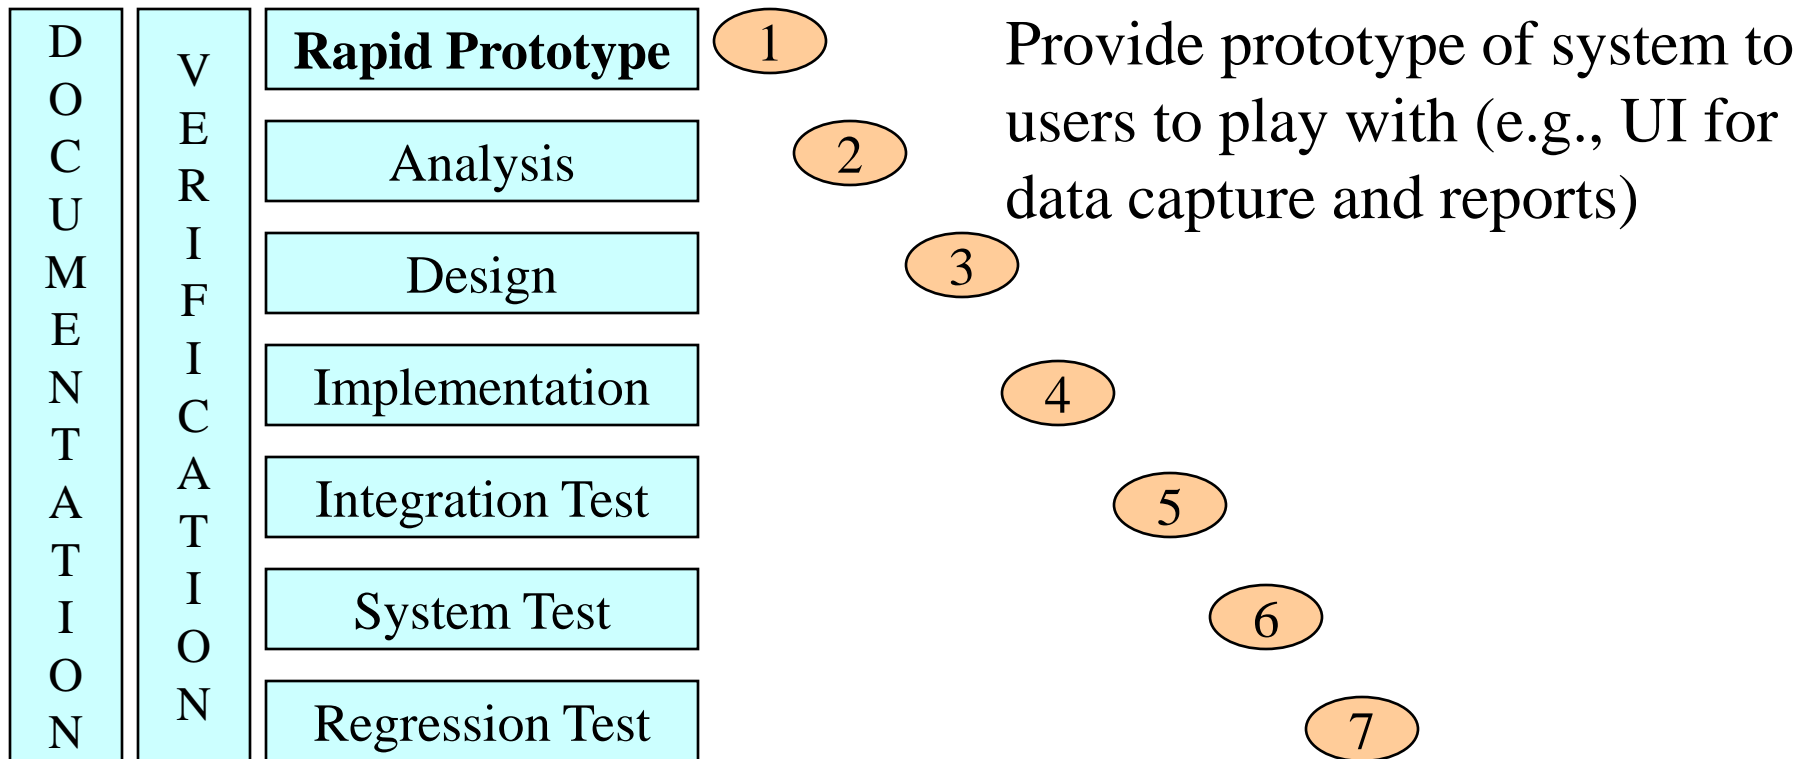 DOCUMENTATION
VERIFICATION
Rapid Prototype
1
Provide prototype of system to
users to play with (e.g., UI for
data capture and reports)
Analysis
2
Design
3
Implementation
4
Integration Test
5
System Test
6
Regression Test
7